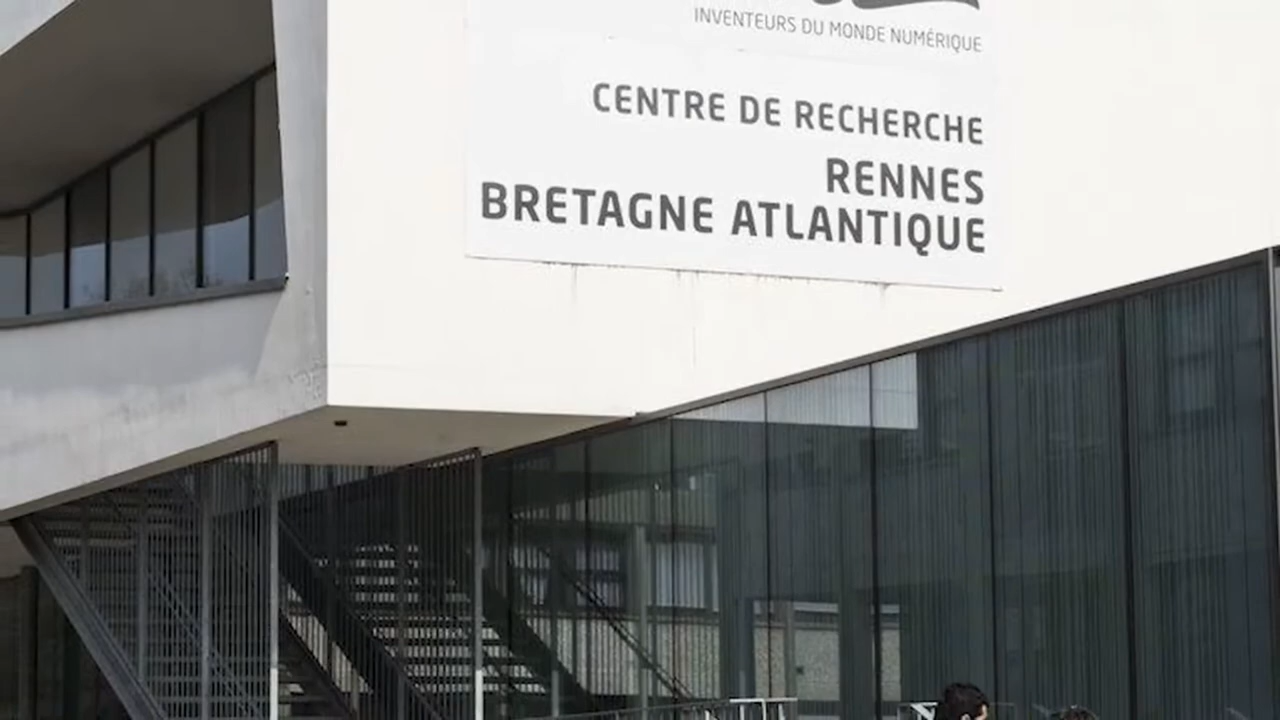 INVENTEURS DU MONDE NUMÉRIQUE
CENTRE DE RECHERCHE
RENNES
BRETAGNE ATLANTIQUE